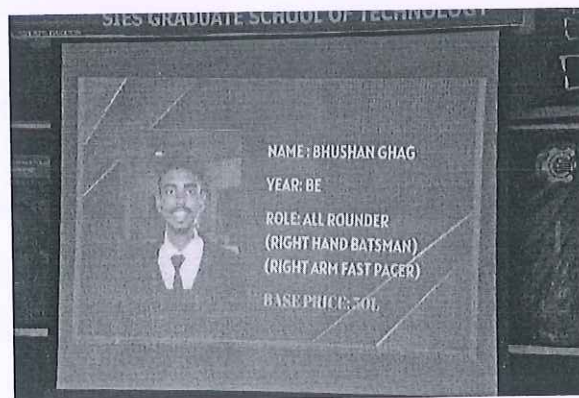 SIES GRADUATE SCHOOL OF TECHNOLOGY
NAME: BHUSHAN GHAG
YEAR: BE
ROLE: ALL ROUNDER
(RIGHT HAND BATSMAN)
(RIGHT ARM FAST PACER)
BASE PRICE: 50L